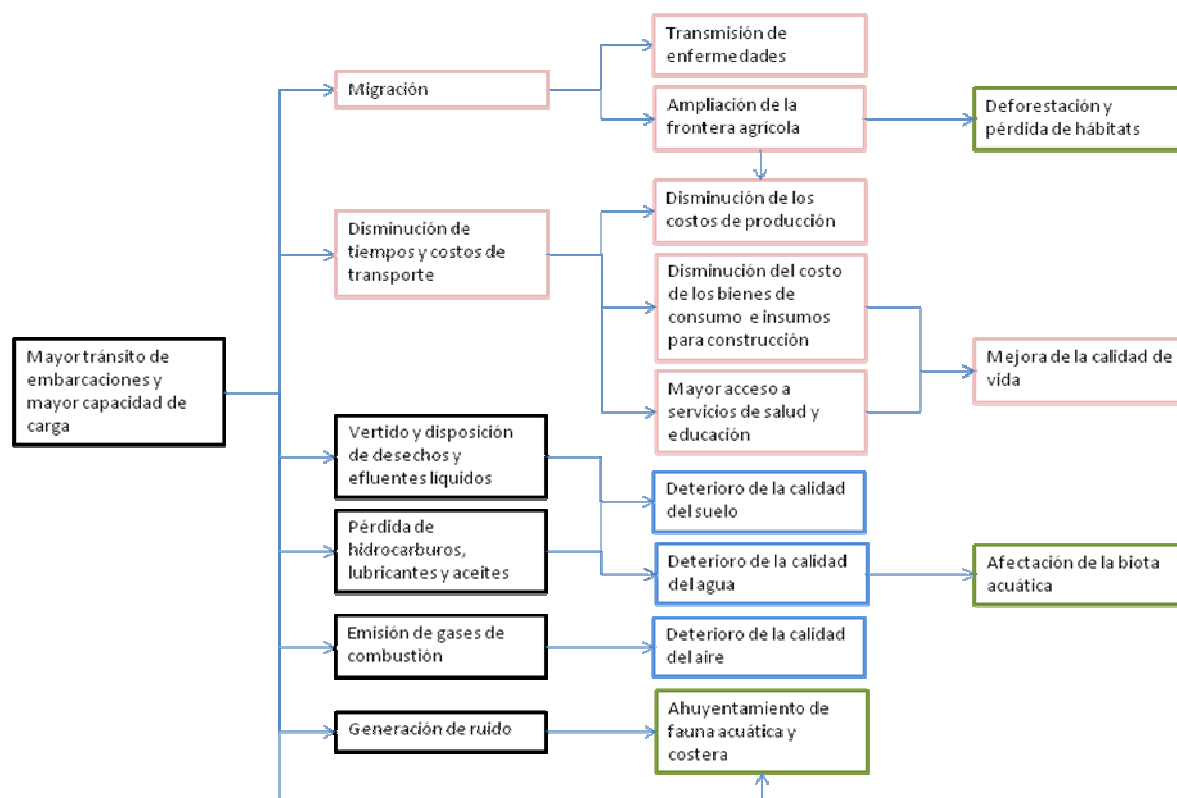 Transmisión de
enfermedades
Migración
Ampliación de la
frontera agrícola
Deforestación y
pérdida de hábitats
Disminución de los
costos de producción
Disminución de
tiempos y costos de
transporte
Disminución del costo
de los bienes de
consumo e insumos
para construcción
Mayor tránsito de
embarcaciones y
mayor capacidad de
carga
Mejora de la calidad de
vida
Mayor acceso a
servicios de salud y
educación
Vertido y disposición
de desechos y
efluentes líquidos
Deterioro de la calidad
del suelo
Pérdida de
hidrocarburos,
lubricantes y aceites
Deterioro de la calidad
del agua
Afectación de la biota
acuática
Emisión de gases de
combustión
Deterioro de la calidad
del aire
Generación de ruido
Ahuyentamiento de
fauna acuática y
costera